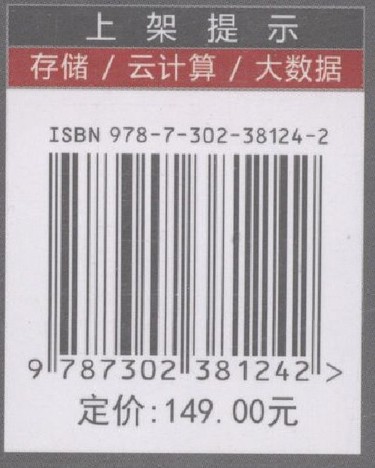 上架提示
存储 / 云计算 / 大数据
ISBN 978-7-302-38124-2
9 787302 381242 >
定价:149.00元